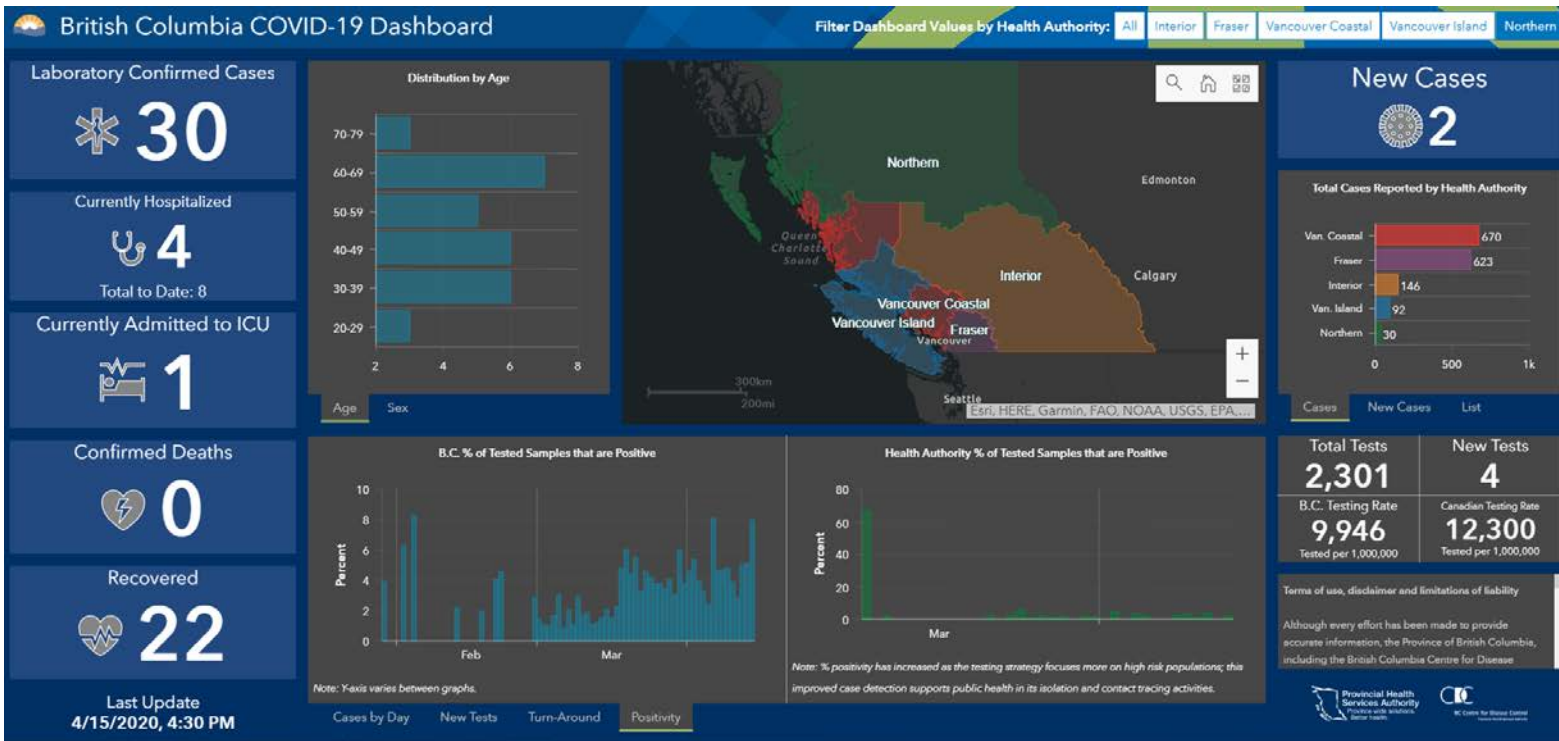 British Columbia COVID-19 Dashboard
Filter Dashboard Values by Health Authority: All Interior Fraser Vancouver Coastal Vancouver Island Northern
Laboratory Confirmed Cases
30
Currently Hospitalized
4
Total to Date: 8
Currently Admitted to ICU
1
Confirmed Deaths
0
Recovered
22
Last Update
4/15/2020, 4:30 PM
Distribution by Age
70-79
60-69
50-59
40-49
30-39
20-29
2 4 6 8
Age Sex
Northern
Edmonton
Queen
Charlotte
Sound
Interior
Calgary
Vancouver Coastal
Vancouver Island
Fraser
Vancouver
300km
200mi
Seattle
Esri, HERE, Garmin, FAO, NOAA, USGS, EPA,...
+
−
New Cases
2
Total Cases Reported by Health Authority
Van. Coastal 670
Fraser 623
Interior 146
Van. Island 92
Northern 30
0 500 1k
Cases New Cases List
B.C. % of Tested Samples that are Positive
Percent
10
8
6
4
2
0
Feb Mar
Note: Y-axis varies between graphs.
Health Authority % of Tested Samples that are Positive
Percent
80
60
40
20
0
Mar
Note: % positivity has increased as the testing strategy focuses more on high risk populations; this
improved case detection supports public health in its isolation and contact tracing activities.
Cases by Day New Tests Turn-Around Positivity
Total Tests
2,301
New Tests
4
B.C. Testing Rate
9,946
Tested per 1,000,000
Canadian Testing Rate
12,300
Tested per 1,000,000
Terms of use, disclaimer and limitations of liability
Although every effort has been made to provide
accurate information, the Province of British Columbia,
including the British Columbia Centre for Disease
Provincial Health
Services Authority
Province-wide solutions.
Better health.
BC Centre for Disease Control